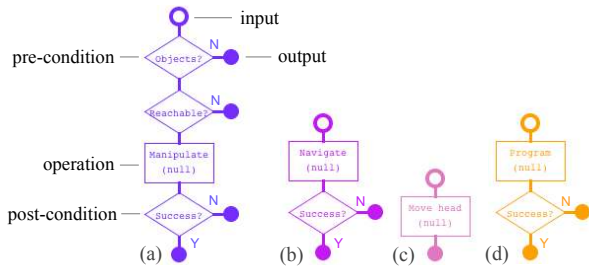 input
N
pre-condition
Objects?
output
N
Reachable?
operation
Manipulate
(null)
Navigate
(null)
Program
(null)
Move head
(null)
post-condition
Success?
N
Success?
N
Success?
N
(a)
Y
(b)
Y
(c)
(d)
Y